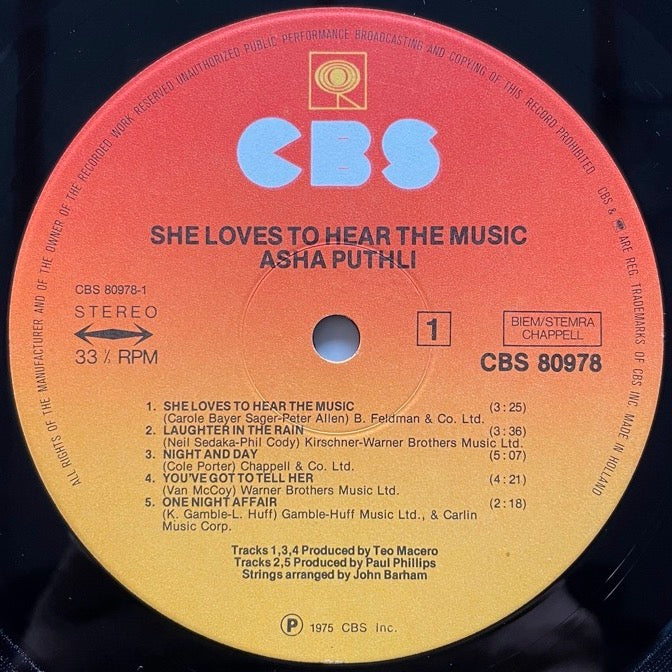 ALL RIGHTS OF THE MANUFACTURER AND OF THE OWNER OF THE RECORDED WORK RESERVED UNAUTHORIZED PUBLIC PERFORMANCE BROADCASTING AND COPYING OF THIS RECORD PROHIBITED
CBS & ARE REG. TRADEMARKS OF CBS INC. MADE IN HOLLAND
CBS
SHE LOVES TO HEAR THE MUSIC
ASHA PUTHLI
CBS 80978-1
STEREO
33⅓ RPM
1
BIEM/STEMRA
CHAPPELL
CBS 80978
1. SHE LOVES TO HEAR THE MUSIC (3:25)
(Carole Bayer Sager-Peter Allen) B. Feldman & Co. Ltd.
2. LAUGHTER IN THE RAIN (3:36)
(Neil Sedaka-Phil Cody) Kirschner-Warner Brothers Music Ltd.
3. NIGHT AND DAY (5:07)
(Cole Porter) Chappell & Co. Ltd.
4. YOU'VE GOT TO TELL HER (4:21)
(Van McCoy) Warner Brothers Music Ltd.
5. ONE NIGHT AFFAIR (2:18)
(K. Gamble-L. Huff) Gamble-Huff Music Ltd., & Carlin
Music Corp.
Tracks 1,3,4 Produced by Teo Macero
Tracks 2,5 Produced by Paul Phillips
Strings arranged by John Barham
℗ 1975 CBS Inc.